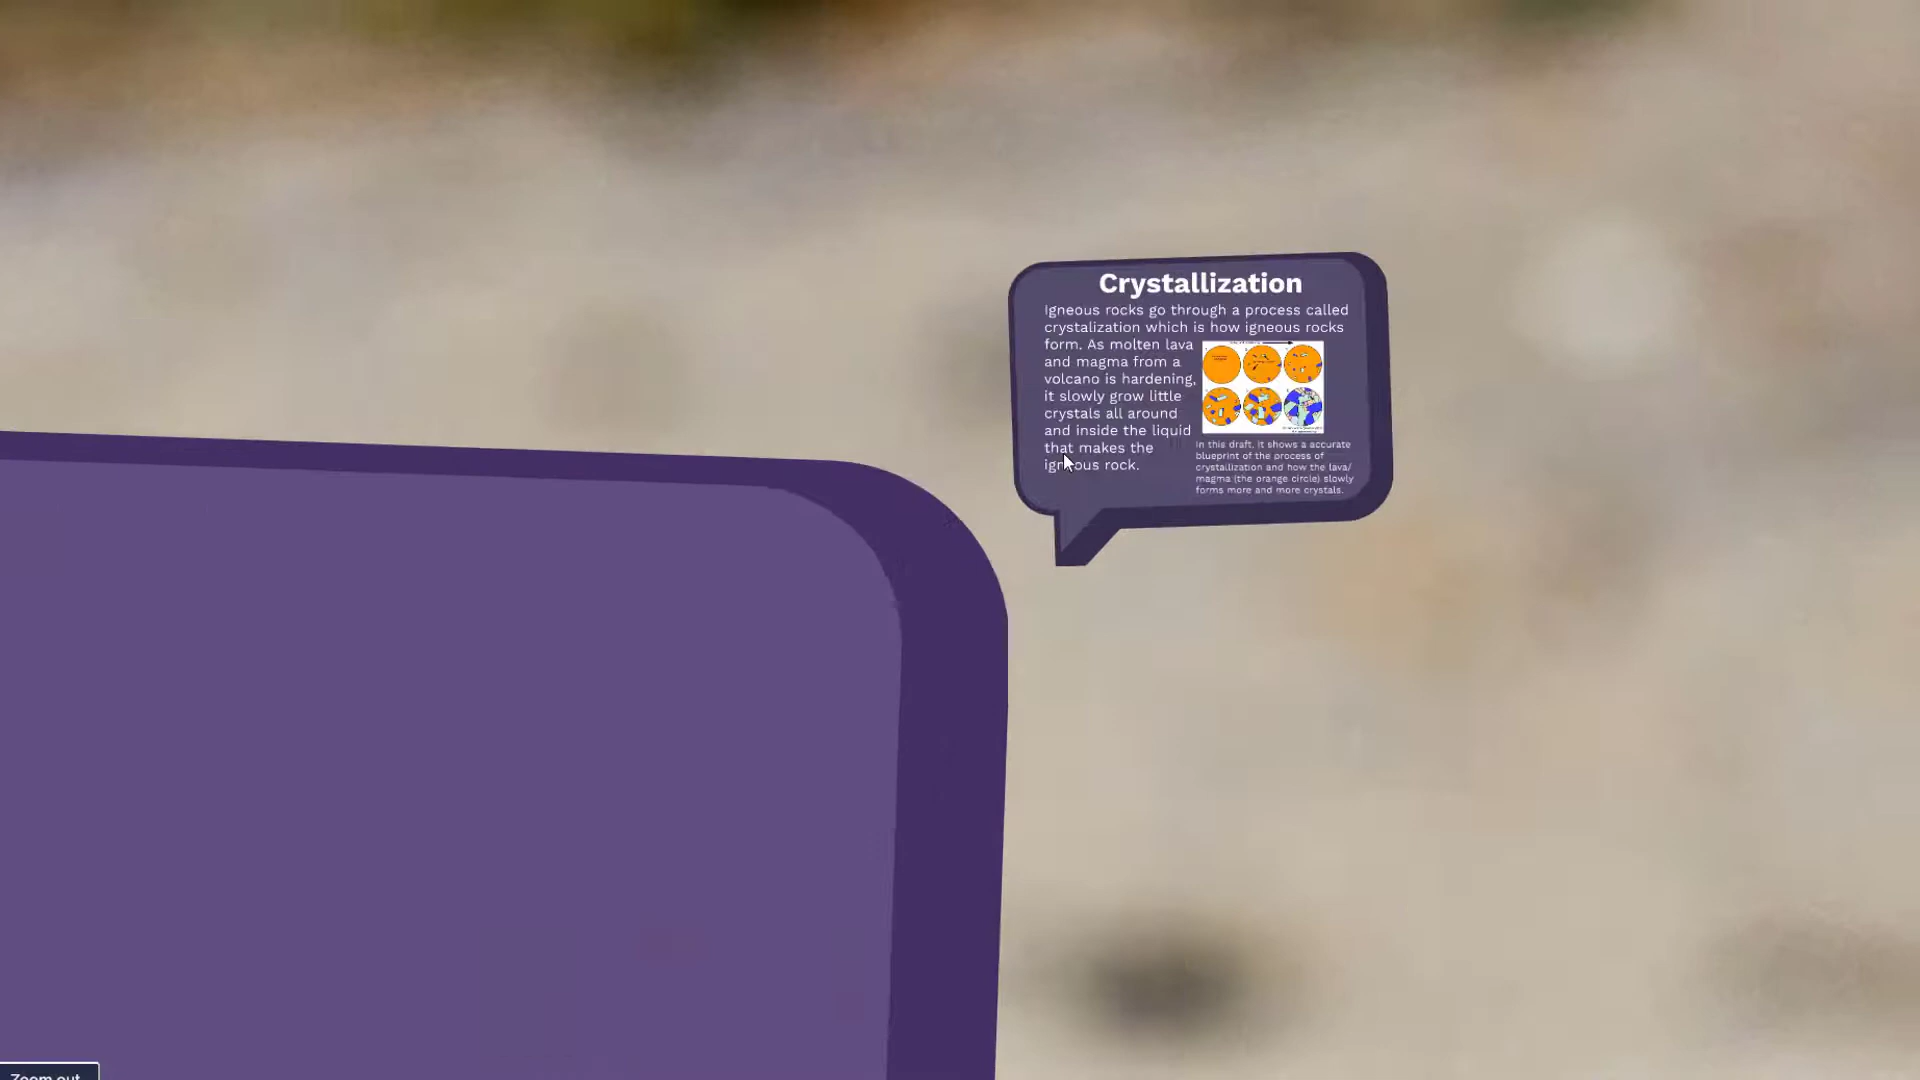 Crystallization
Igneous rocks go through a process called
crystalization which is how igneous rocks
form. As molten lava
and magma from a
volcano is hardening,
it slowly grow little
crystals all around
and inside the liquid
that makes the
igneous rock.
In this draft, it shows a accurate
blueprint of the process of
crystallization and how the lava/
magma (the orange circle) slowly
forms more and more crystals.
Zoom out